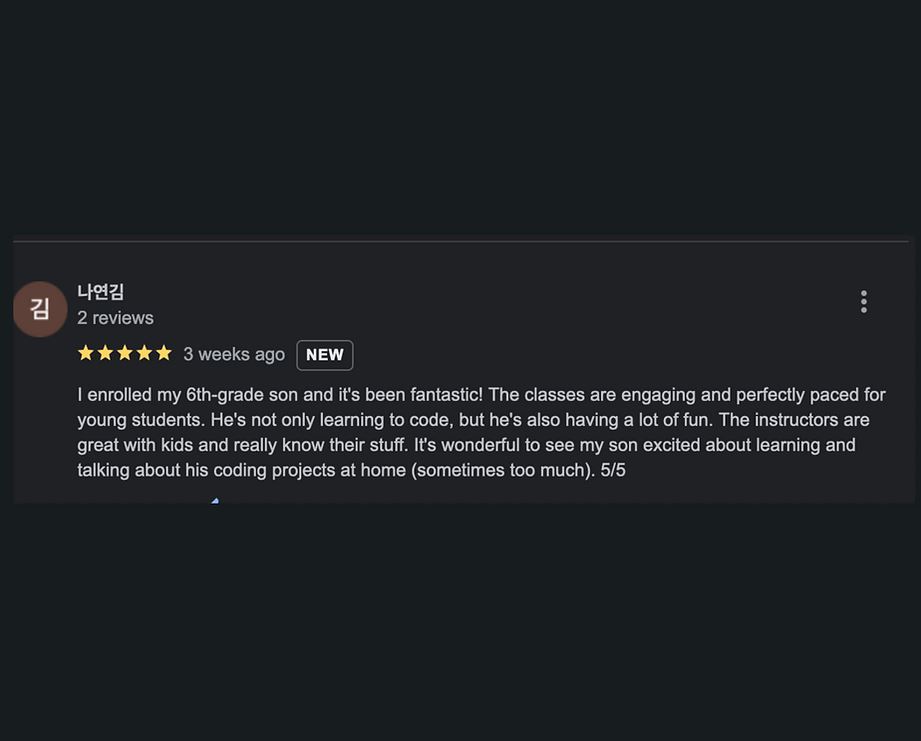 김
나연김
2 reviews
3 weeks ago NEW
I enrolled my 6th-grade son and it's been fantastic! The classes are engaging and perfectly paced for
young students. He's not only learning to code, but he's also having a lot of fun. The instructors are
great with kids and really know their stuff. It's wonderful to see my son excited about learning and
talking about his coding projects at home (sometimes too much). 5/5